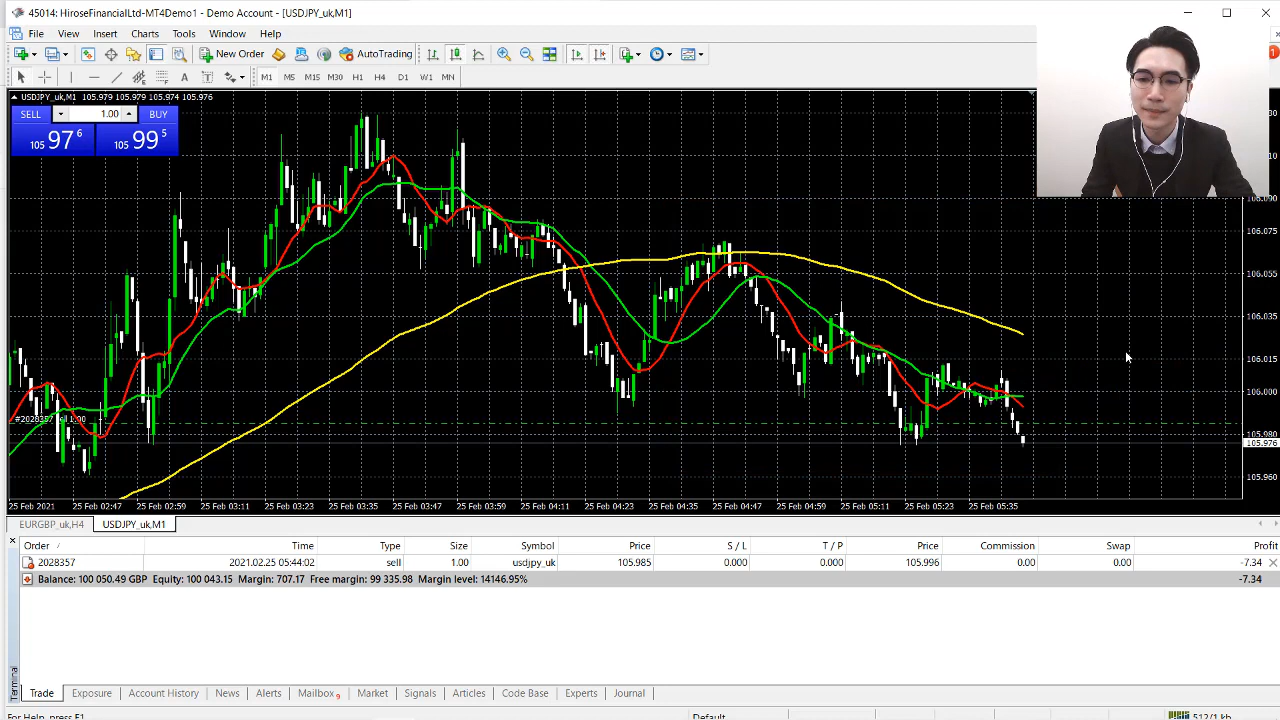 45014: HiroseFinancialLtd-MT4Demo1 - Demo Account - [USDJPY_uk,M1]
File View Insert Charts Tools Window Help
New Order AutoTrading
A T M1 M5 M15 M30 H1 H4 D1 W1 MN
USDJPY_uk,M1 105.979 105.979 105.974 105.976
SELL 1.00 BUY
105 97 6 105 99 5
106.075
106.055
106.035
106.015
106.000
#2028357 sell 1.00
105.980
105.976
105.960
25 Feb 2021 25 Feb 02:47 25 Feb 02:59 25 Feb 03:11 25 Feb 03:23 25 Feb 03:35 25 Feb 03:47 25 Feb 03:59 25 Feb 04:11 25 Feb 04:23 25 Feb 04:35 25 Feb 04:47 25 Feb 04:59 25 Feb 05:11 25 Feb 05:23 25 Feb 05:35
EURGBP_uk,H4 USDJPY_uk,M1
Order / Time Type Size Symbol Price S / L T / P Price Commission Swap Profit
2028357 2021.02.25 05:44:02 sell 1.00 usdjpy_uk 105.985 0.000 0.000 105.996 0.00 0.00 -7.34
Balance: 100 050.49 GBP Equity: 100 043.15 Margin: 707.17 Free margin: 99 335.98 Margin level: 14146.95% -7.34
Terminal
Trade Exposure Account History News Alerts Mailbox 9 Market Signals Articles Code Base Experts Journal
For Help, press F1 Default 512/1 kb